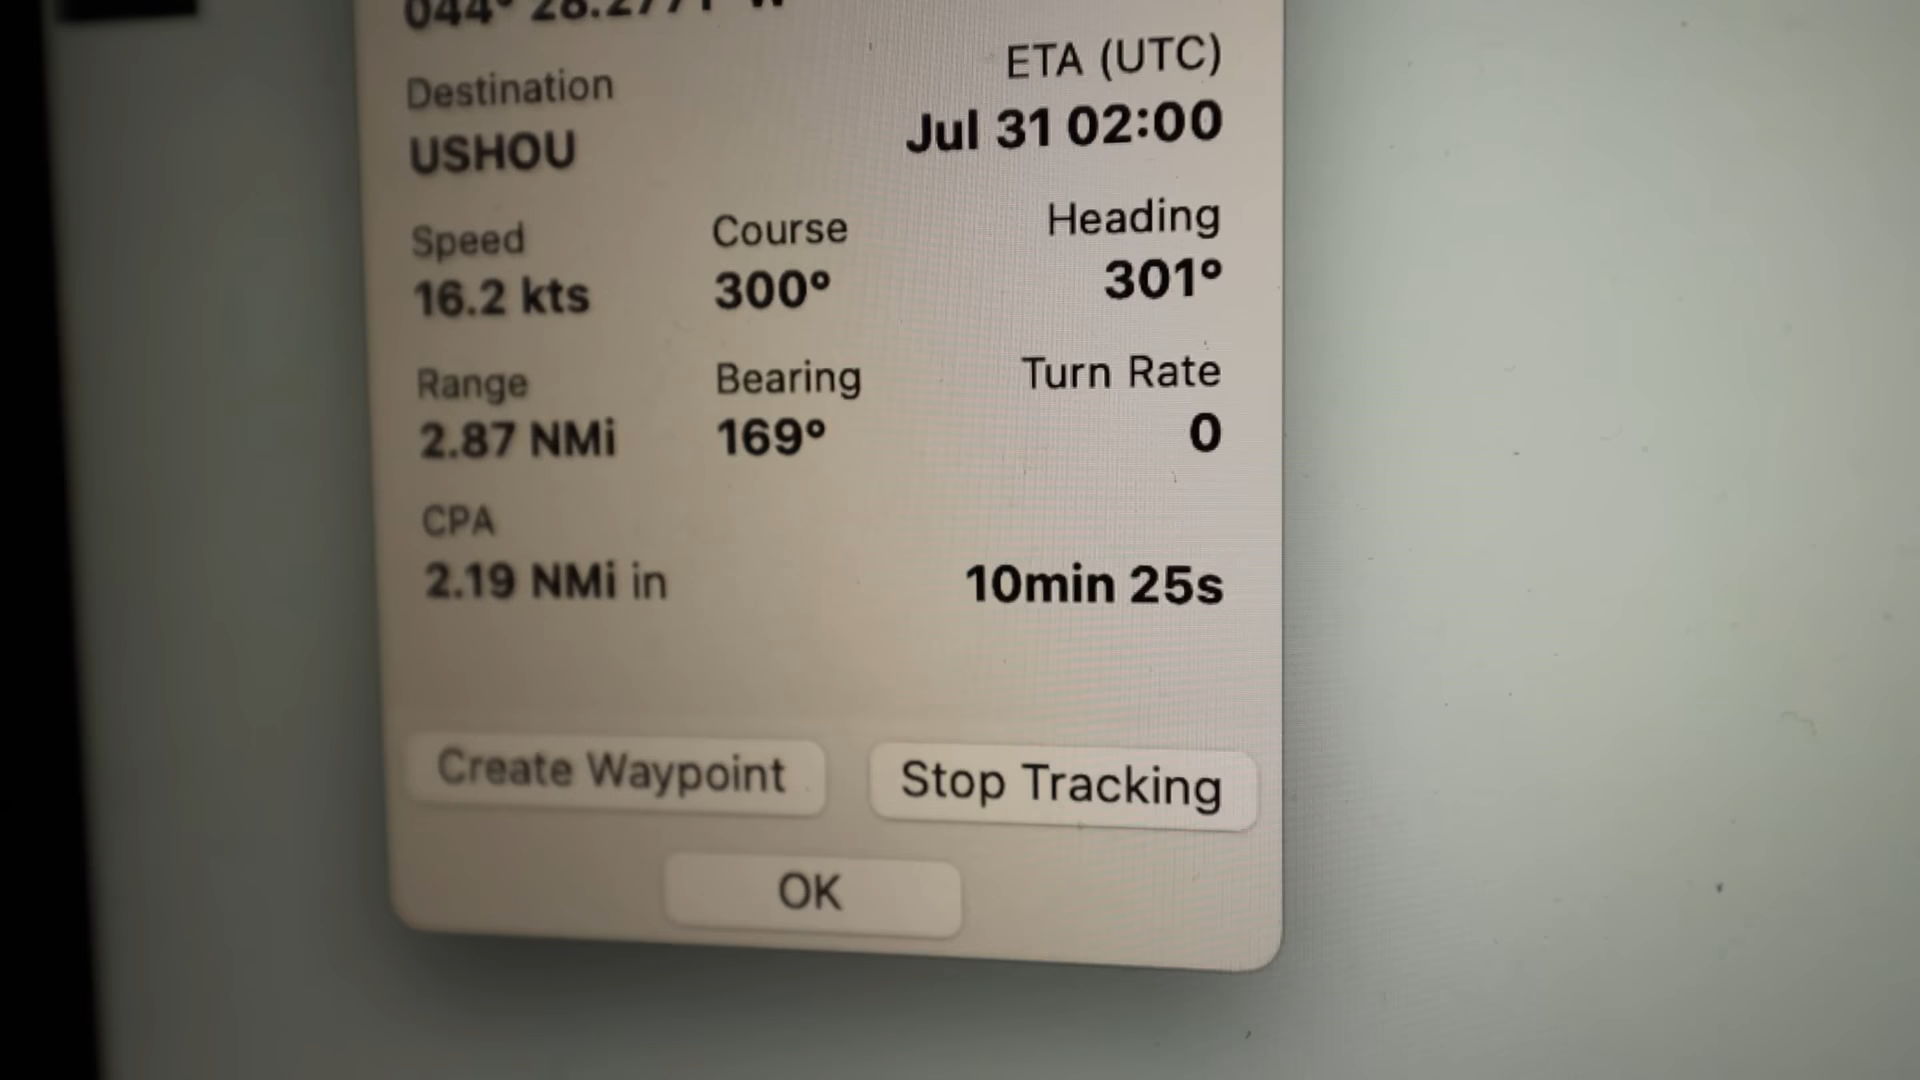 Destination
ETA (UTC)
USHOU
Jul 31 02:00
Speed
Course
Heading
16.2 kts
300°
301°
Range
Bearing
Turn Rate
2.87 NMi
169°
0
CPA
2.19 NMi in
10min 25s
Create Waypoint
Stop Tracking
OK